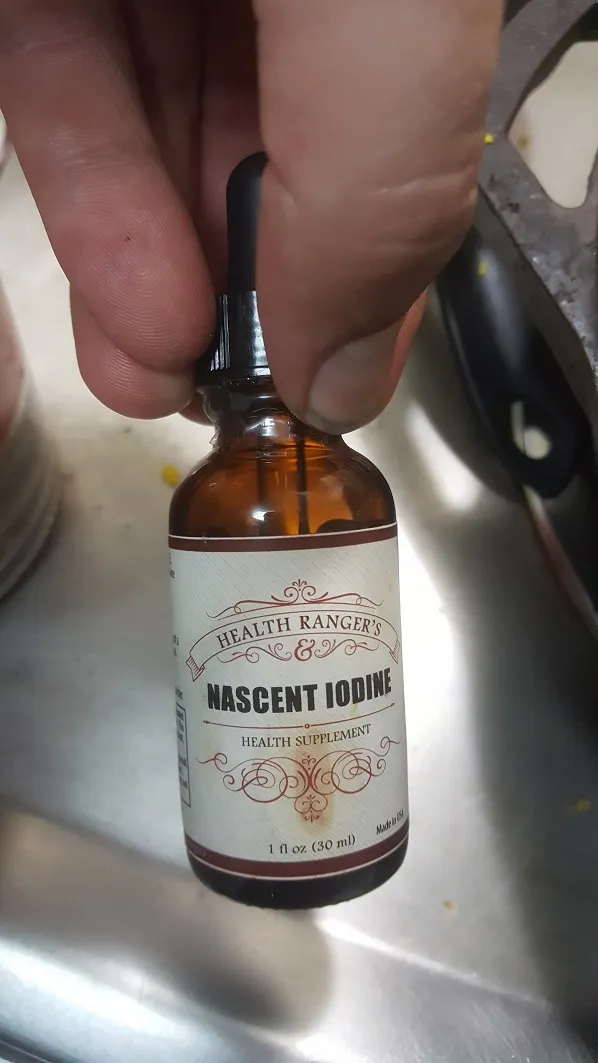 HEALTH RANGER'S
&
NASCENT IODINE
HEALTH SUPPLEMENT
1 fl oz (30 ml)
Made in USA